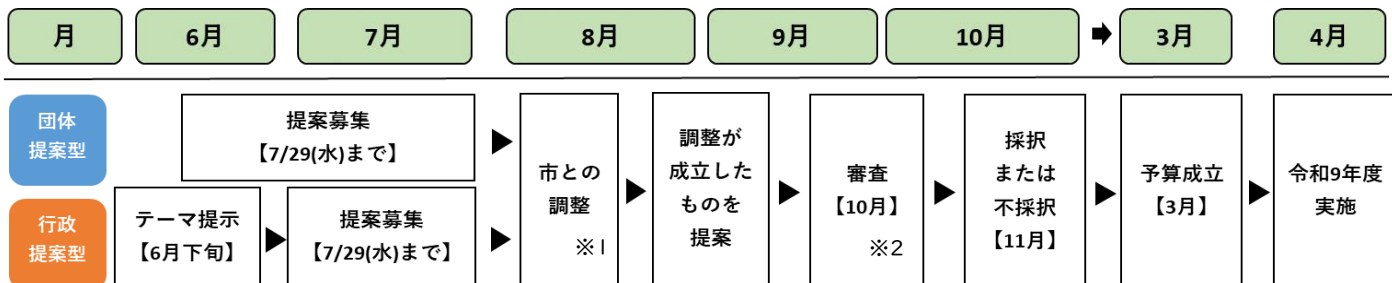 月
6月
7月
8月
9月
10月
3月
4月
団体
提案型
提案募集
【7/29(水)まで】
行政
提案型
テーマ提示
【6月下旬】
提案募集
【7/29(水)まで】
市との
調整
※1
調整が
成立した
ものを
提案
審査
【10月】
※2
採択
または
不採択
【11月】
予算成立
【3月】
令和9年度
実施